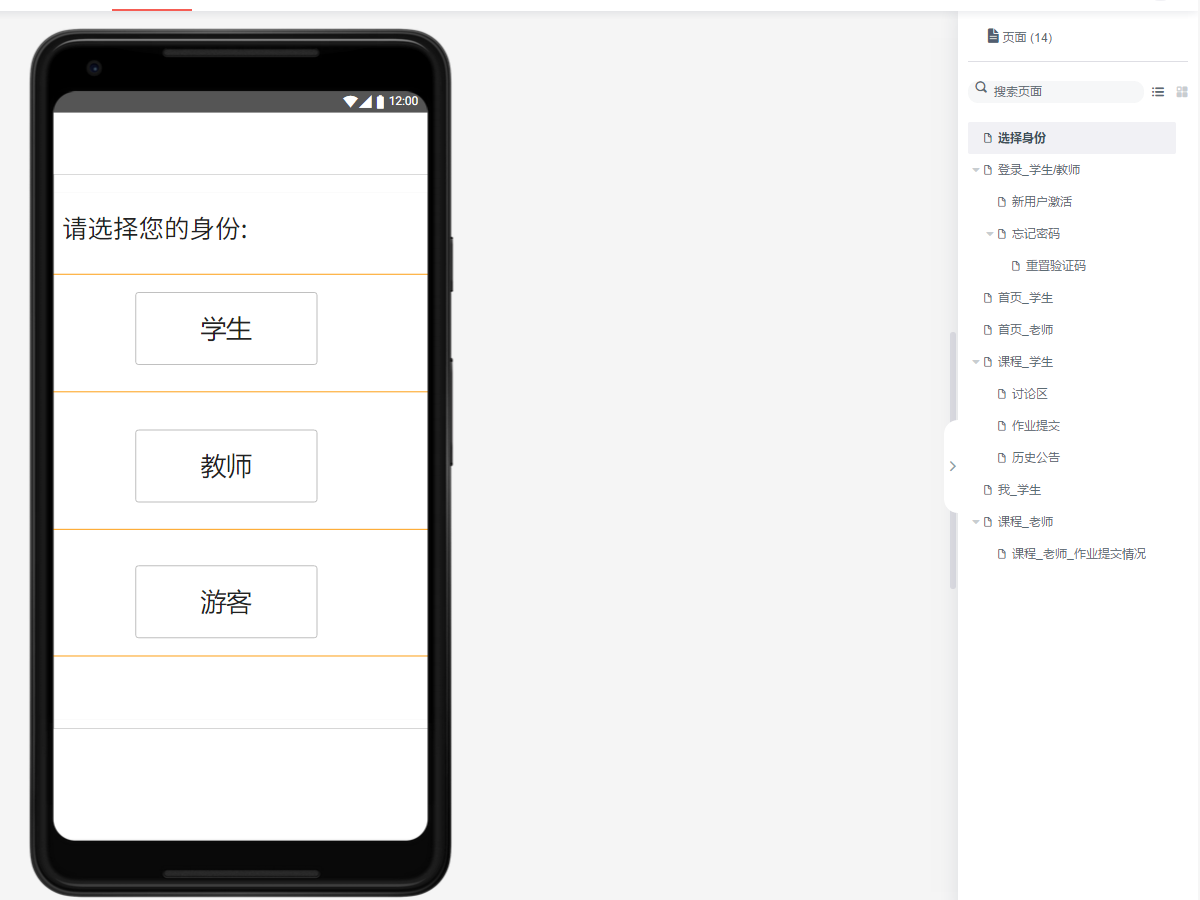 12:00
请选择您的身份:
学生
教师
游客
页面 (14)
搜索页面
选择身份
登录_学生/教师
新用户激活
忘记密码
重置验证码
首页_学生
首页_老师
课程_学生
讨论区
作业提交
历史公告
我_学生
课程_老师
课程_老师_作业提交情况